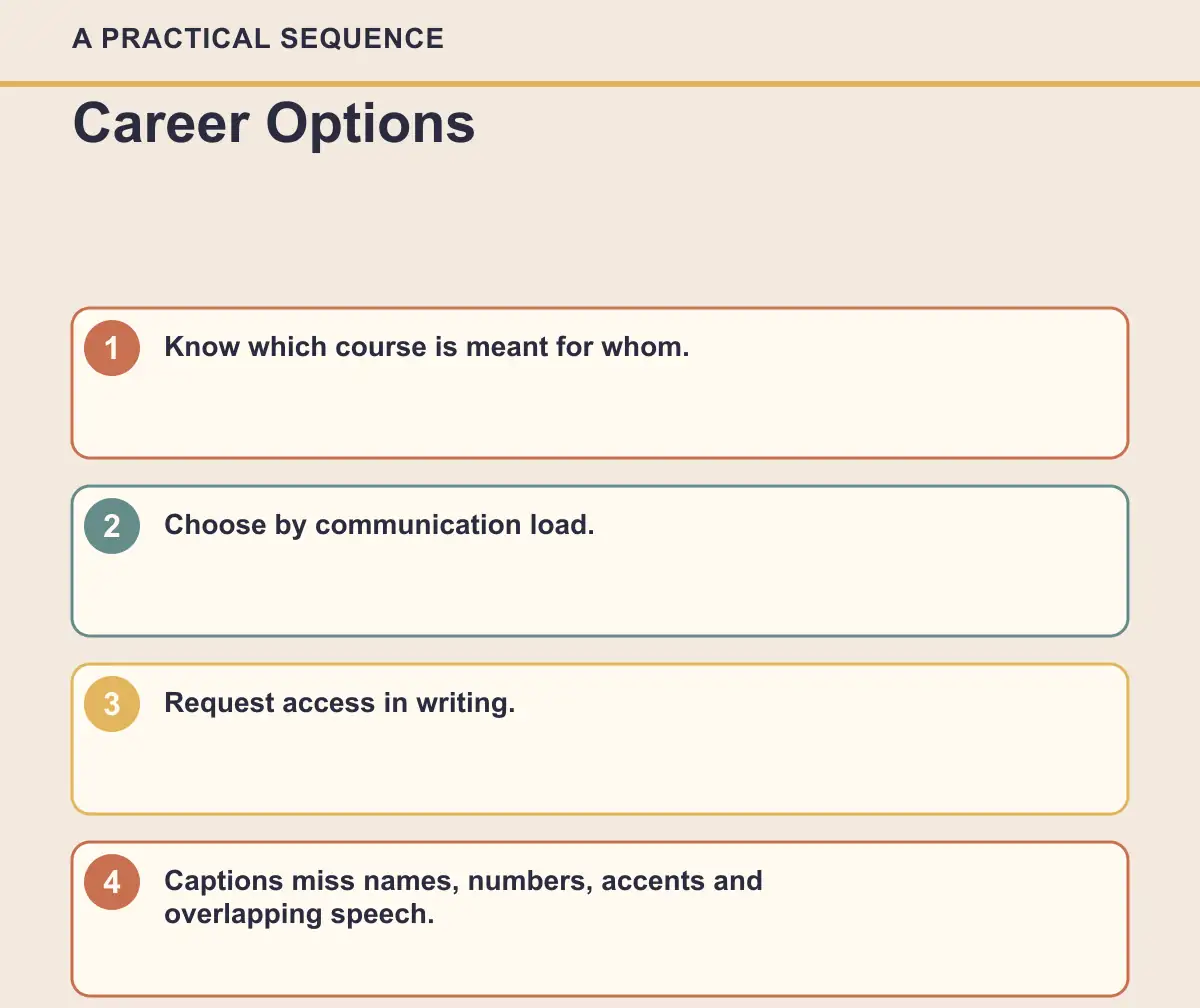 A PRACTICAL SEQUENCE
Career Options
1
Know which course is meant for whom.
2
Choose by communication load.
3
Request access in writing.
4
Captions miss names, numbers, accents and
overlapping speech.